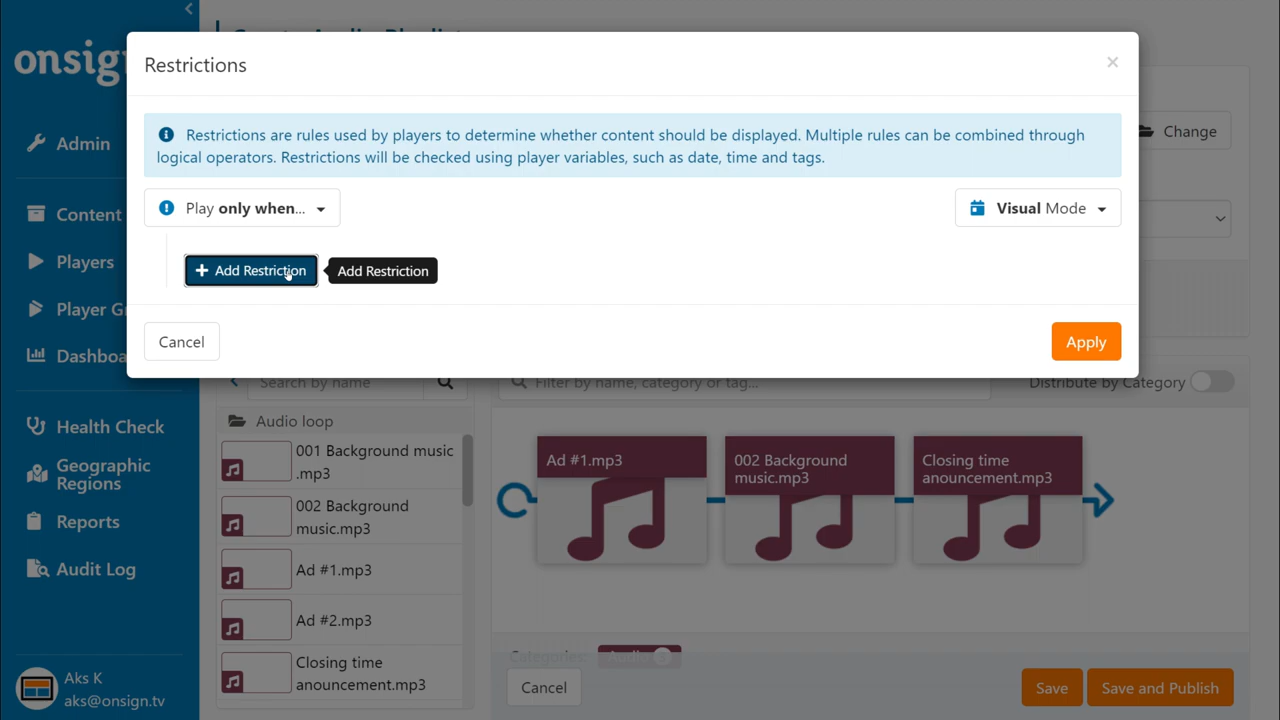 onsign
Admin
Content
Players
Player G
Dashboa
Health Check
Geographic
Regions
Reports
Audit Log
Aks K
aks@onsign.tv
Restrictions
×
Restrictions are rules used by players to determine whether content should be displayed. Multiple rules can be combined through
logical operators. Restrictions will be checked using player variables, such as date, time and tags.
Play only when...
Visual Mode
+ Add Restriction
Add Restriction
Cancel
Apply
Change
Search by name
Filter by name, category or tag...
Distribute by Category
Audio loop
001 Background music
.mp3
002 Background
music.mp3
Ad #1.mp3
Ad #2.mp3
Closing time
anouncement.mp3
Ad #1.mp3
002 Background
music.mp3
Closing time
anouncement.mp3
Categories:
Audio
Cancel
Save
Save and Publish